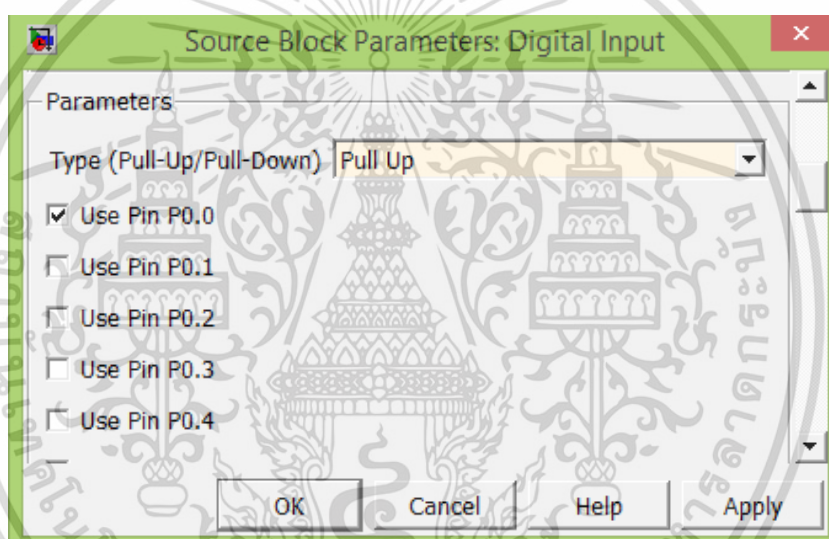 Source Block Parameters: Digital Input
Parameters
Type (Pull-Up/Pull-Down) Pull Up
Use Pin P0.0
Use Pin P0.1
Use Pin P0.2
Use Pin P0.3
Use Pin P0.4
OK Cancel Help Apply